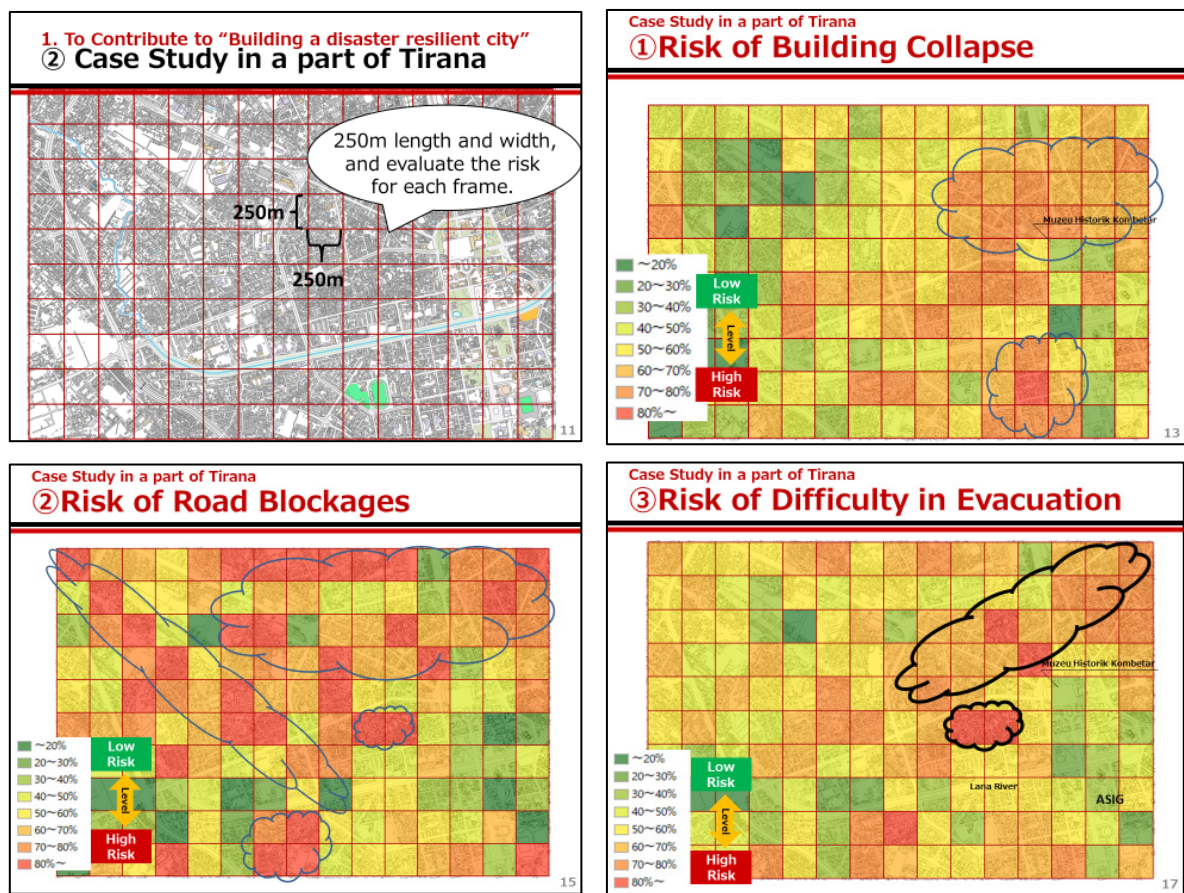 1. To Contribute to “Building a disaster resilient city”
② Case Study in a part of Tirana
250m length and width,
and evaluate the risk
for each frame.
250m
250m
11
Case Study in a part of Tirana
①Risk of Building Collapse
Muzeu Historik Kombetar
～20%
20～30%
30～40%
40～50%
50～60%
60～70%
70～80%
80%～
Low
Risk
Level
High
Risk
13
Case Study in a part of Tirana
②Risk of Road Blockages
～20%
20～30%
30～40%
40～50%
50～60%
60～70%
70～80%
80%～
Low
Risk
Level
High
Risk
15
Case Study in a part of Tirana
③Risk of Difficulty in Evacuation
Muzeu Historik Kombetar
Lana River
ASIG
～20%
20～30%
30～40%
40～50%
50～60%
60～70%
70～80%
80%～
Low
Risk
Level
High
Risk
17